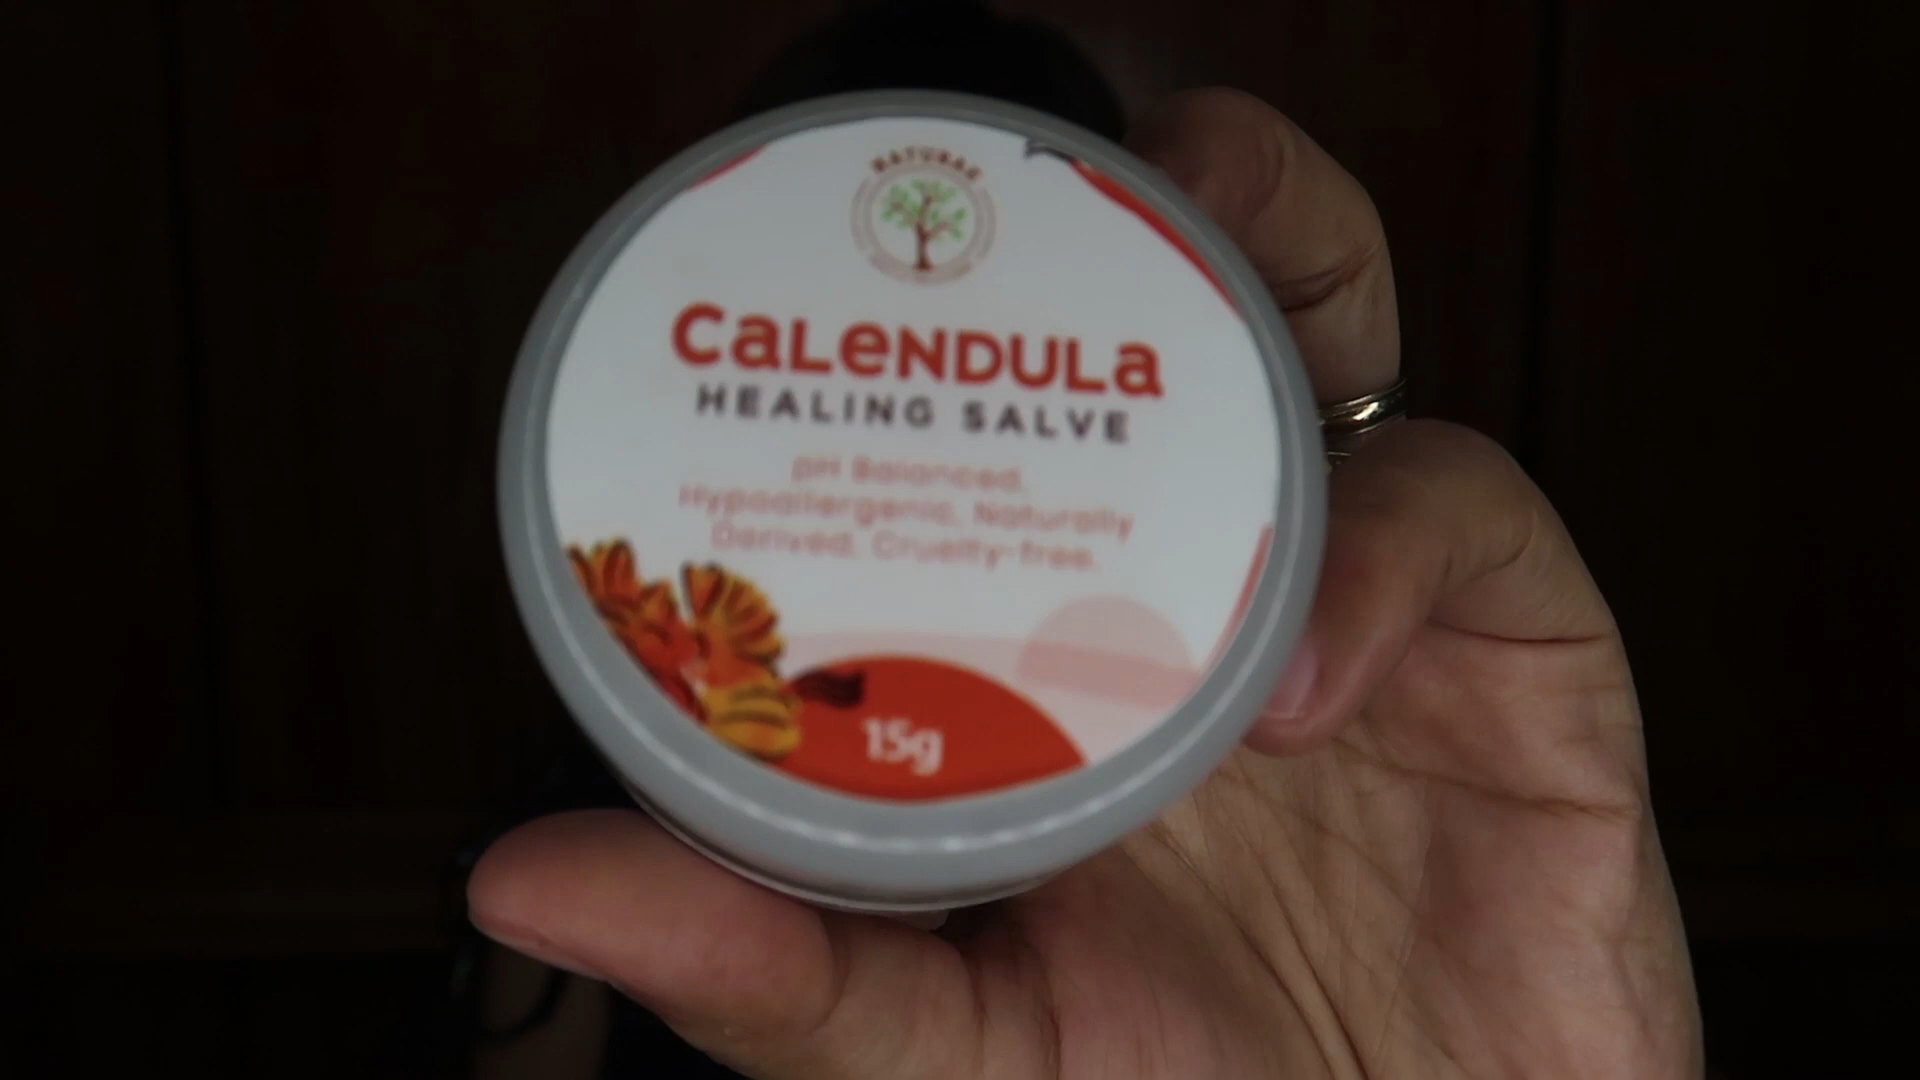 CaLeNDULa
HEALING SALVE
pH Balanced,
Hypoallergenic, Naturally
Derived, Cruelty-free.
15g